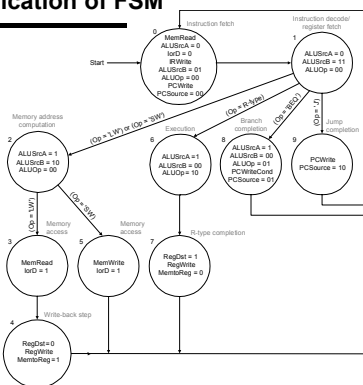 ication of FSM
Instruction fetch
0
MemRead
ALUSrcA = 0
IorD = 0
IRWrite
ALUSrcB = 01
ALUOp = 00
PCWrite
PCSource = 00
Start
Instruction decode/
register fetch
1
ALUSrcA = 0
ALUSrcB = 11
ALUOp = 00
(Op = 'LW') or (Op = 'SW')
(Op = R-type)
(Op = 'BEQ')
(Op = 'J')
Memory address
computation
2
ALUSrcA = 1
ALUSrcB = 10
ALUOp = 00
Execution
6
ALUSrcA =1
ALUSrcB = 00
ALUOp = 10
Branch
completion
8
ALUSrcA = 1
ALUSrcB = 00
ALUOp = 01
PCWriteCond
PCSource = 01
Jump
completion
9
PCWrite
PCSource = 10
(Op = 'LW')
(Op = 'SW')
Memory
access
3
MemRead
IorD = 1
Memory
access
5
MemWrite
IorD = 1
R-type completion
7
RegDst = 1
RegWrite
MemtoReg = 0
Write-back step
4
RegDst = 0
RegWrite
MemtoReg = 1